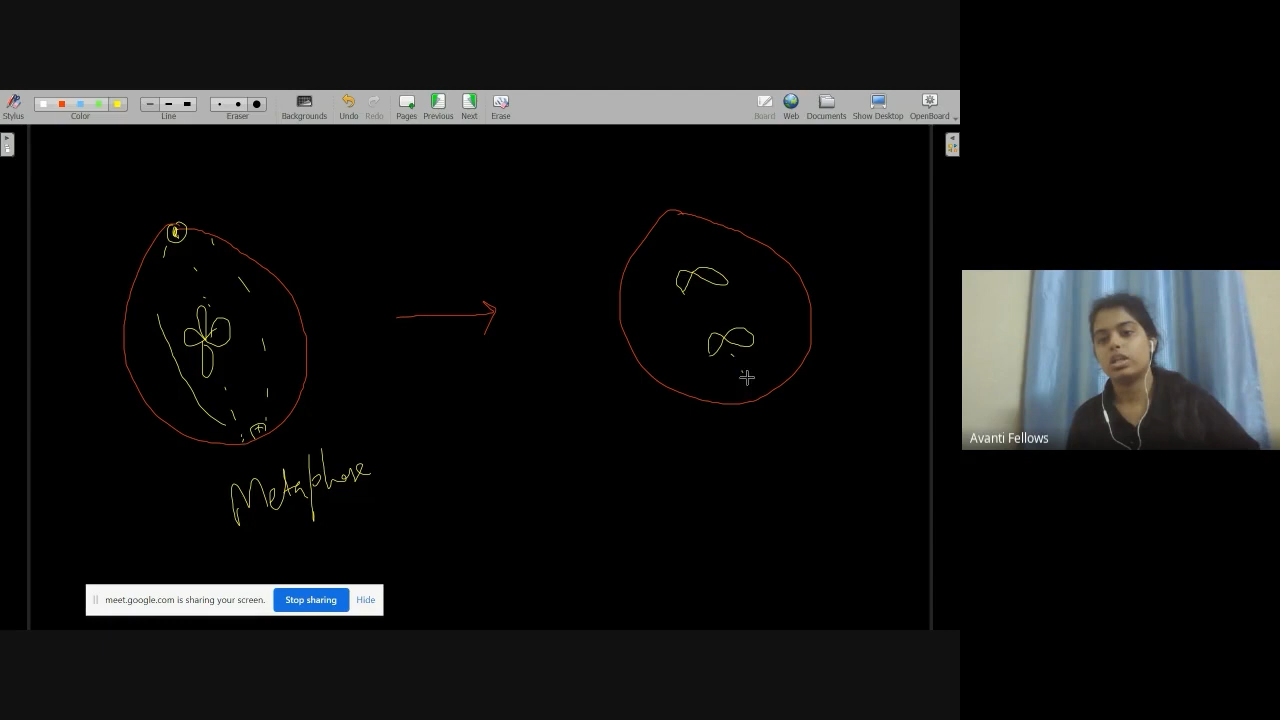 Stylus
Color
Line
Eraser
Backgrounds
Undo
Redo
Pages
Previous
Next
Erase
Board
Web
Documents
Show Desktop
OpenBoard
Metaphase
Avanti Fellows
meet.google.com is sharing your screen.
Stop sharing
Hide